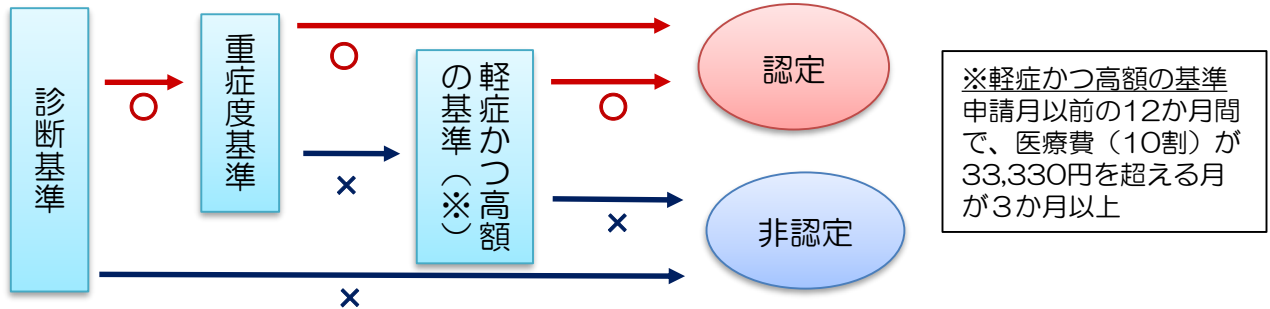 診断基準
○
重症度基準
○
×
軽症かつ高額
の基準（※）
○
×
×
認定
非認定
※軽症かつ高額の基準
申請月以前の12か月間
で、医療費（10割）が
33,330円を超える月
が３か月以上